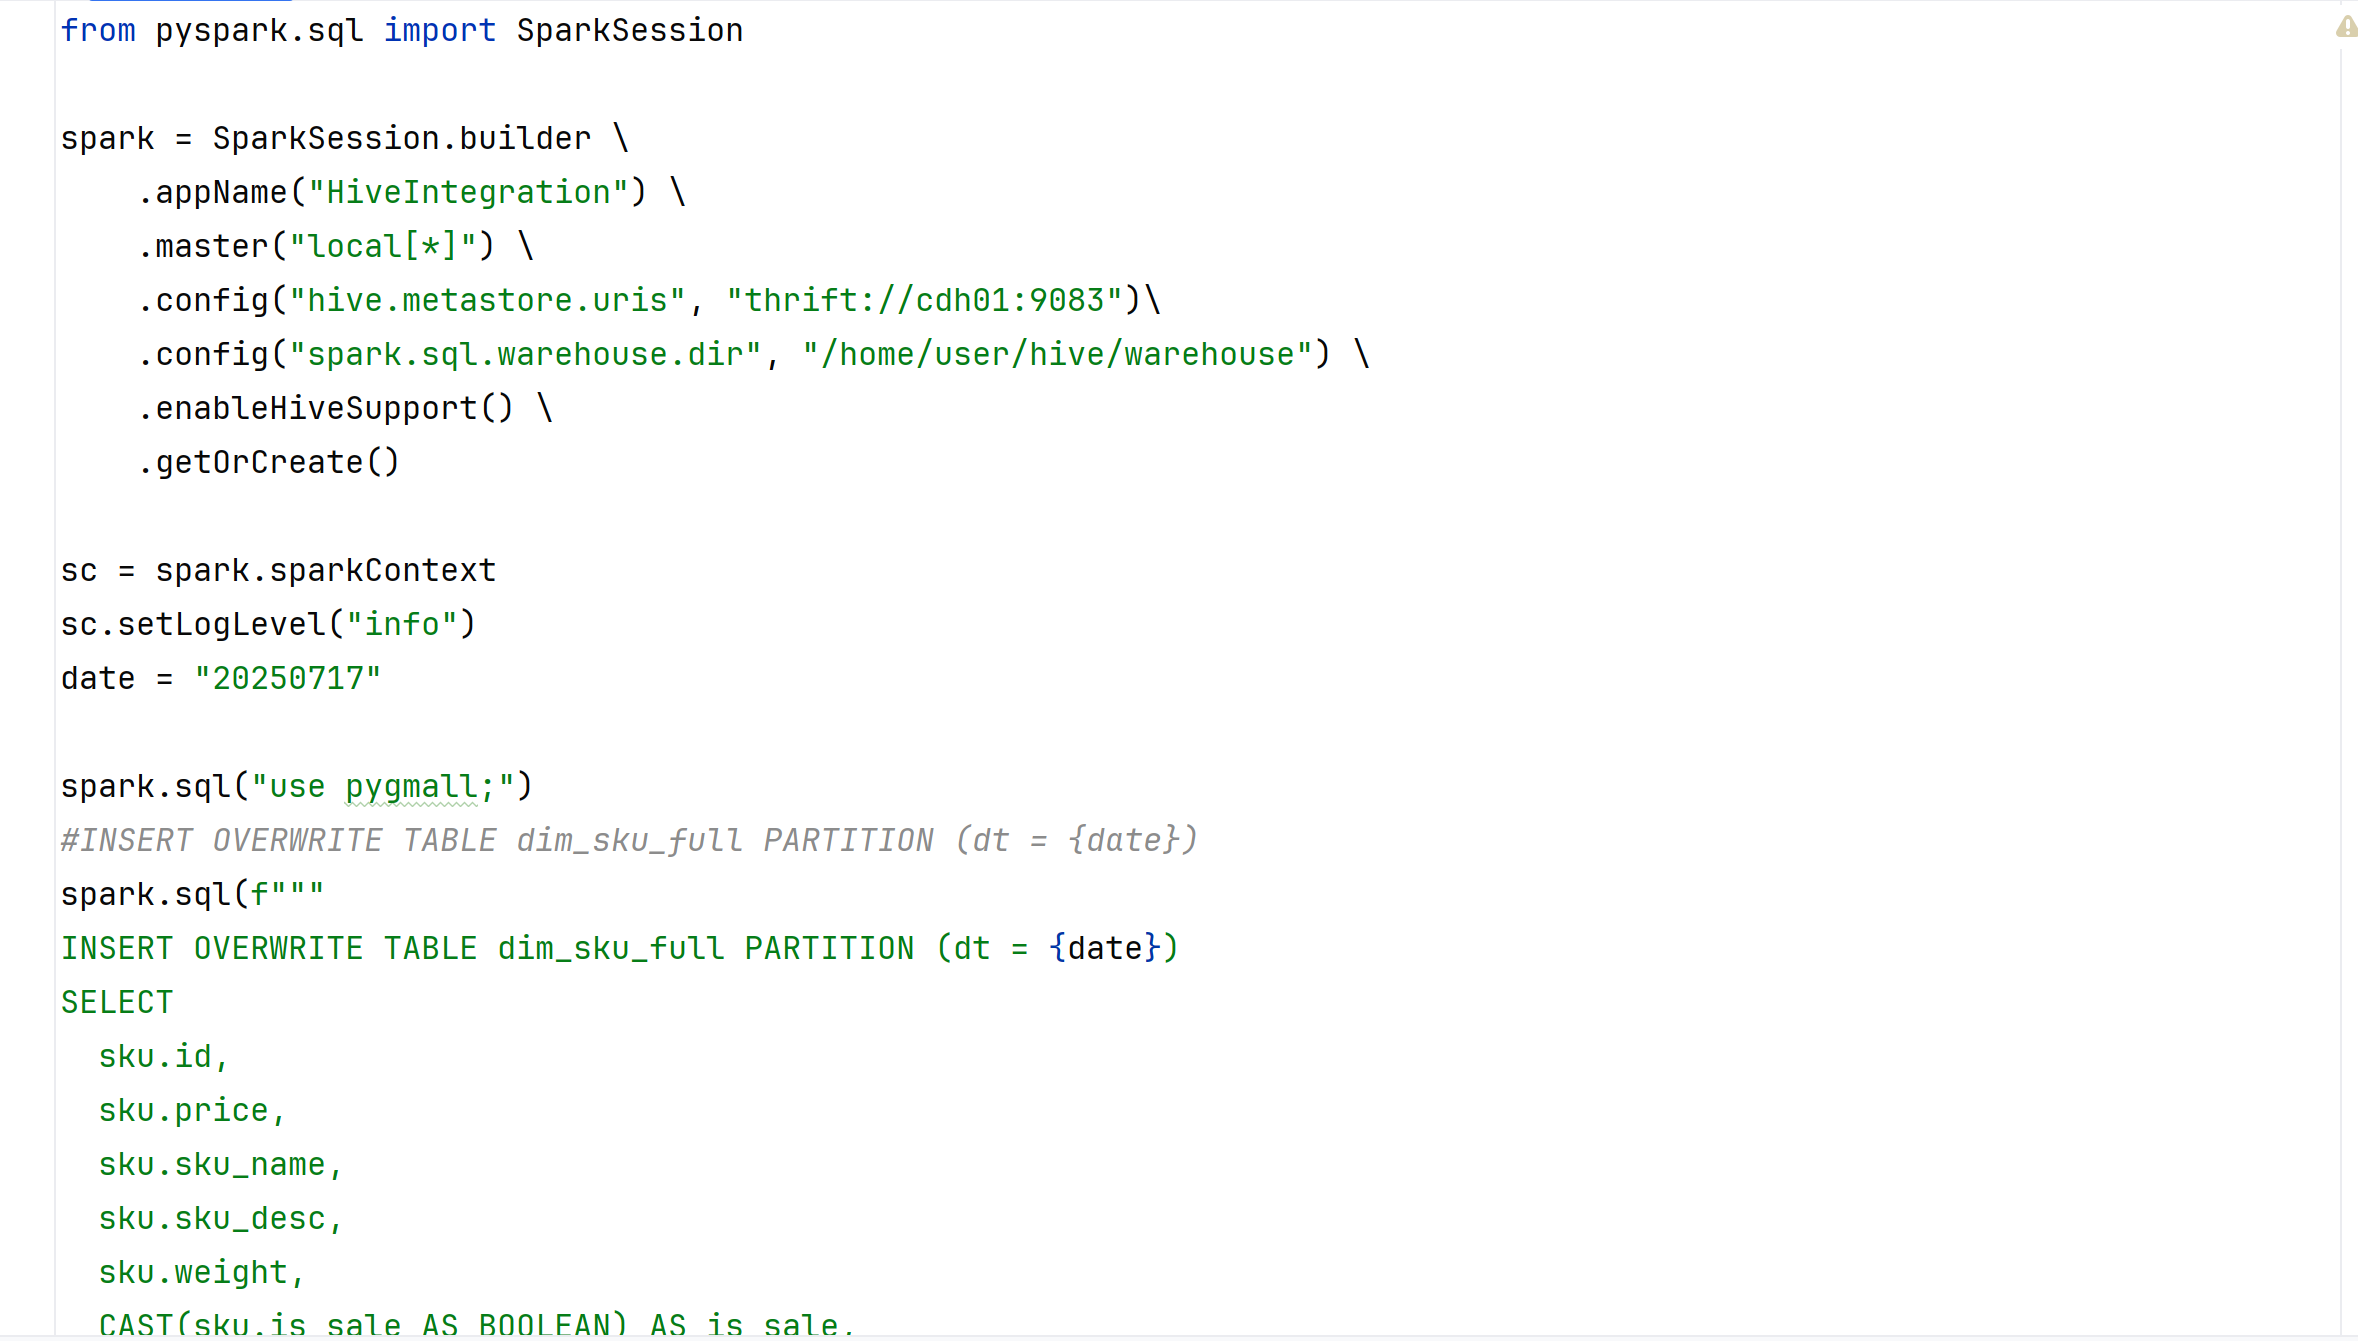 from pyspark.sql import SparkSession
spark = SparkSession.builder \
    .appName("HiveIntegration") \
    .master("local[*]") \
    .config("hive.metastore.uris", "thrift://cdh01:9083")\
    .config("spark.sql.warehouse.dir", "/home/user/hive/warehouse") \
    .enableHiveSupport() \
    .getOrCreate()
sc = spark.sparkContext
sc.setLogLevel("info")
date = "20250717"
spark.sql("use pygmall;")
#INSERT OVERWRITE TABLE dim_sku_full PARTITION (dt = {date})
spark.sql(f"""
INSERT OVERWRITE TABLE dim_sku_full PARTITION (dt = {date})
SELECT
  sku.id,
  sku.price,
  sku.sku_name,
  sku.sku_desc,
  sku.weight,
  CAST(sku.is_sale AS BOOLEAN) AS is_sale,